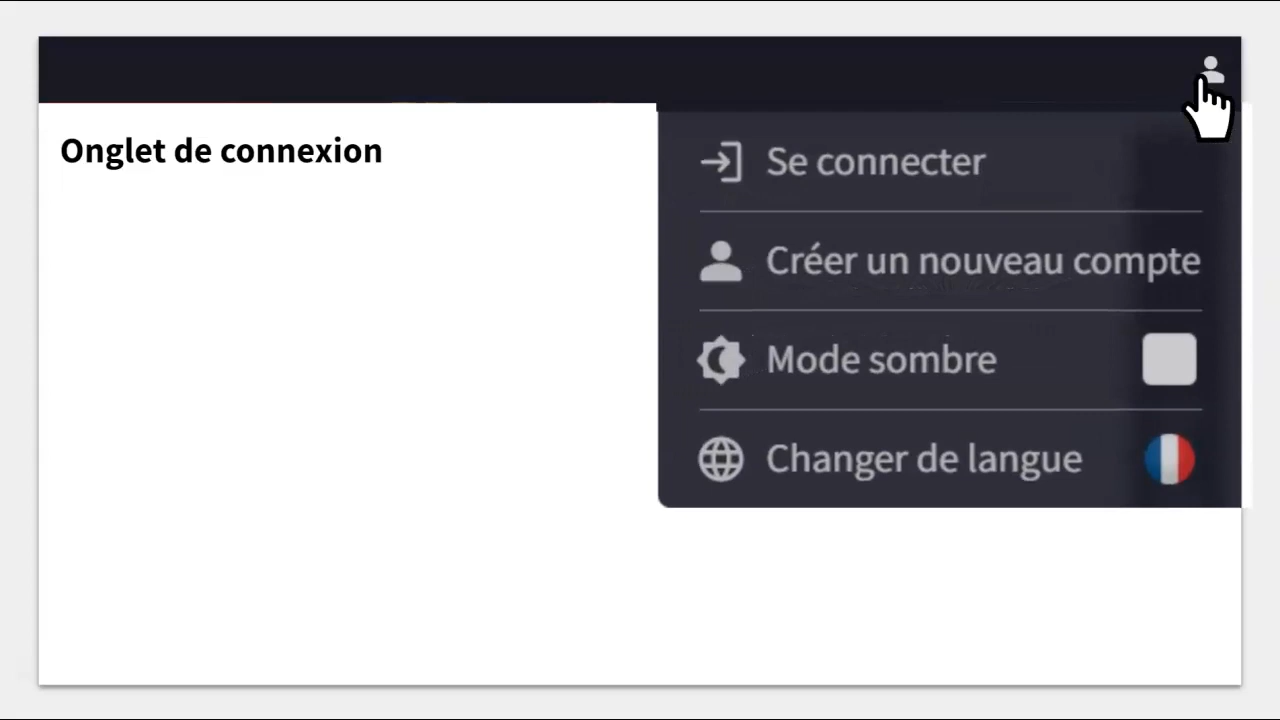 Onglet de connexion
Se connecter
Créer un nouveau compte
Mode sombre
Changer de langue